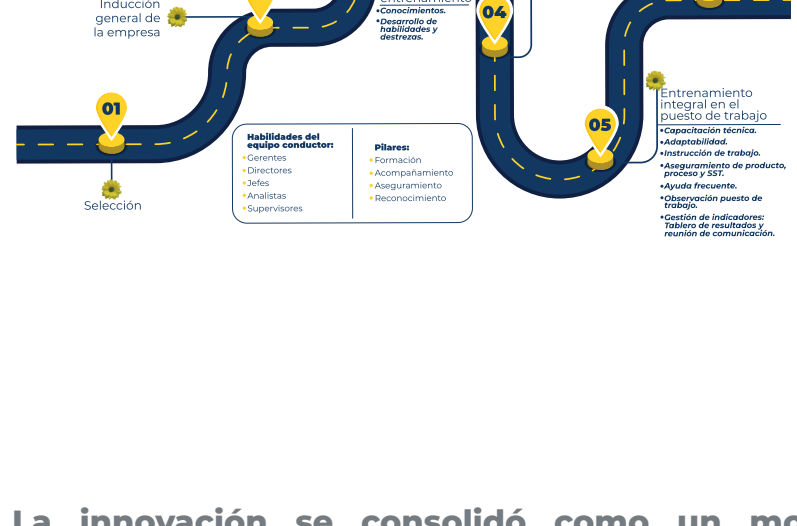 Inducción
general de
la empresa
entrenamiento
•Conocimientos.
•Desarrollo de
habilidades y
destrezas.
04
01
Selección
Habilidades del
equipo conductor:
•Gerentes
•Directores
•Jefes
•Analistas
•Supervisores
Pilares:
•Formación
•Acompañamiento
•Aseguramiento
•Reconocimiento
05
Entrenamiento
integral en el
puesto de trabajo
•Capacitación técnica.
•Adaptabilidad.
•Instrucción de trabajo.
•Aseguramiento de producto,
proceso y SST.
•Ayuda frecuente.
•Observación puesto de
trabajo.
•Gestión de indicadores:
Tablero de resultados y
reunión de comunicación.
La innovación se consolidó como un mo